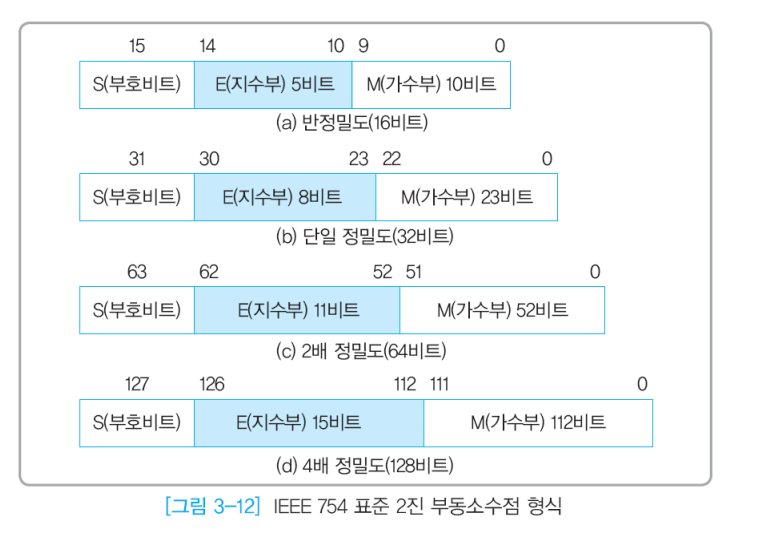 15 14 10 9 0
S(부호비트) E(지수부) 5비트 M(가수부) 10비트
(a) 반정밀도(16비트)
31 30 23 22 0
S(부호비트) E(지수부) 8비트 M(가수부) 23비트
(b) 단일 정밀도(32비트)
63 62 52 51 0
S(부호비트) E(지수부) 11비트 M(가수부) 52비트
(c) 2배 정밀도(64비트)
127 126 112 111 0
S(부호비트) E(지수부) 15비트 M(가수부) 112비트
(d) 4배 정밀도(128비트)
[그림 3-12] IEEE 754 표준 2진 부동소수점 형식